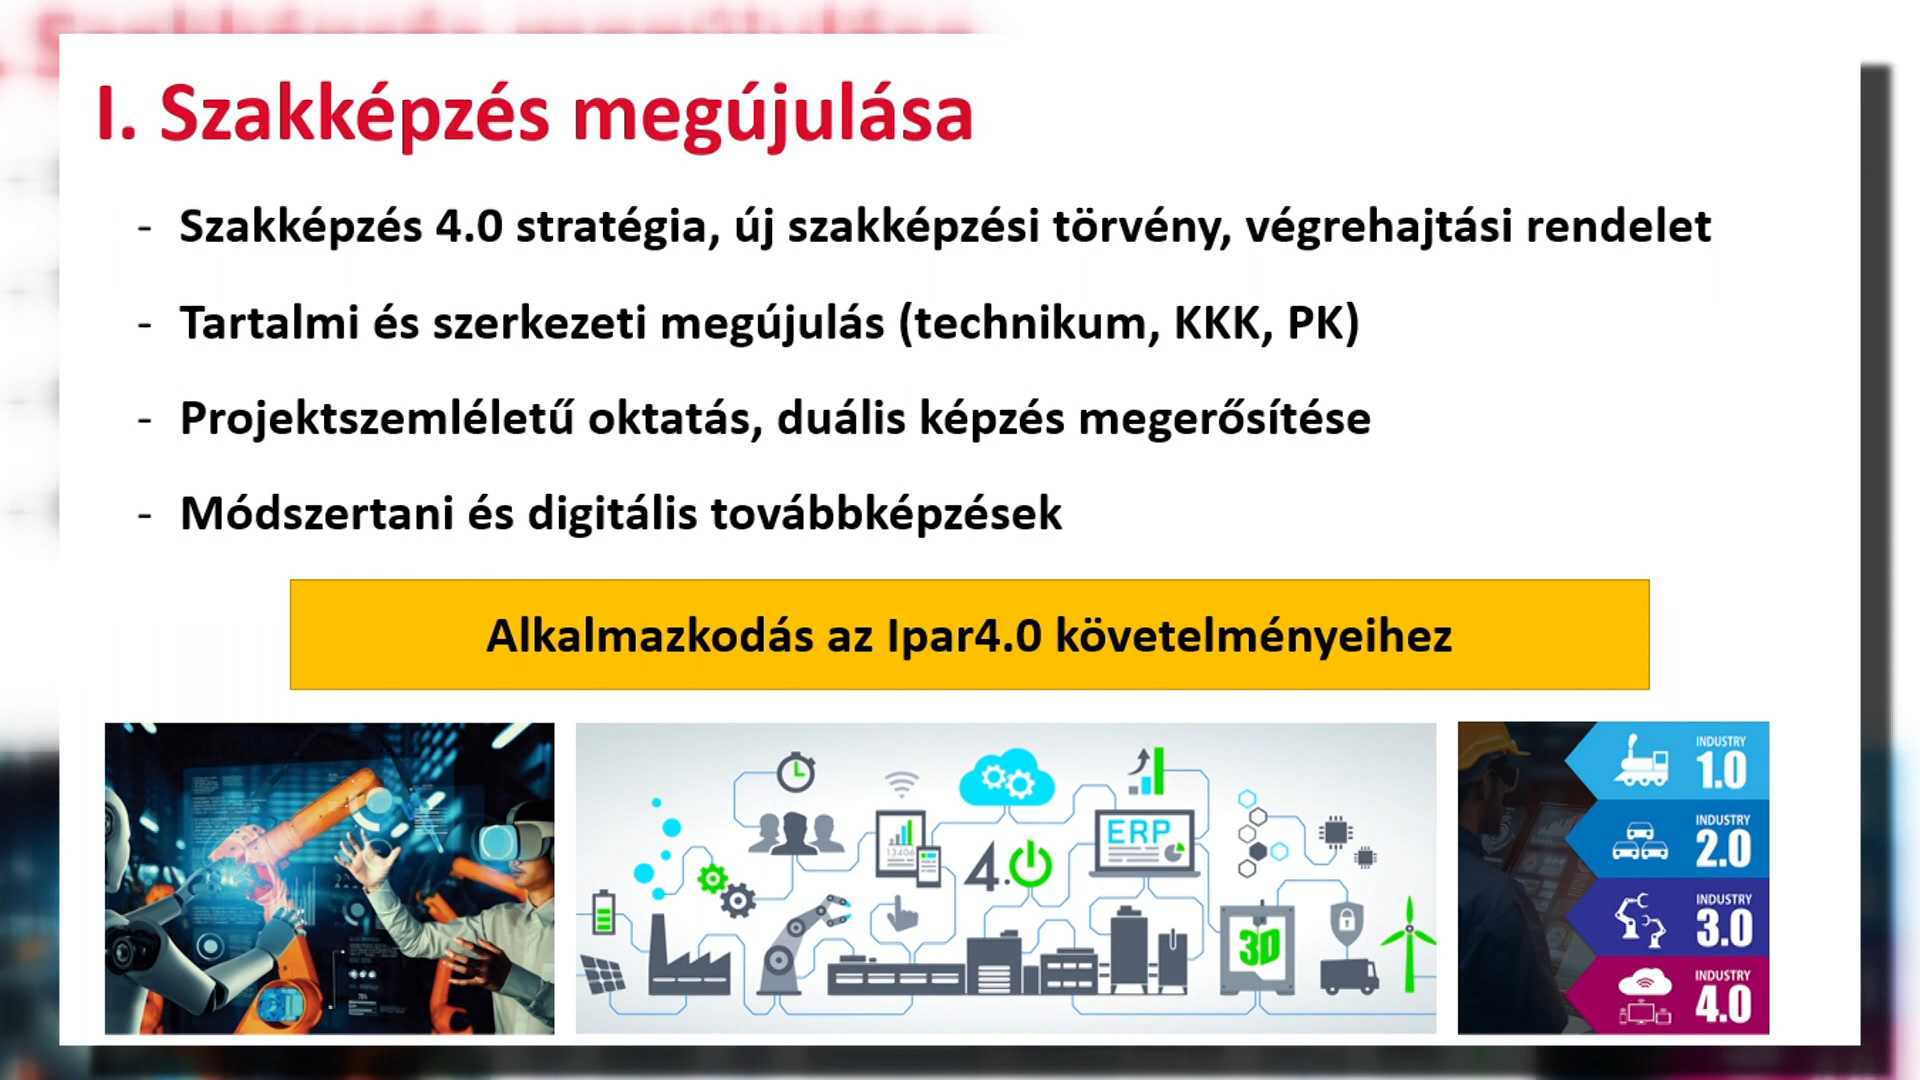 I. Szakképzés megújulása
- Szakképzés 4.0 stratégia, új szakképzési törvény, végrehajtási rendelet
- Tartalmi és szerkezeti megújulás (technikum, KKK, PK)
- Projektszemléletű oktatás, duális képzés megerősítése
- Módszertani és digitális továbbképzések
Alkalmazkodás az Ipar4.0 követelményeihez
13406
4.0
ERP
3D
INDUSTRY
1.0
INDUSTRY
2.0
INDUSTRY
3.0
INDUSTRY
4.0